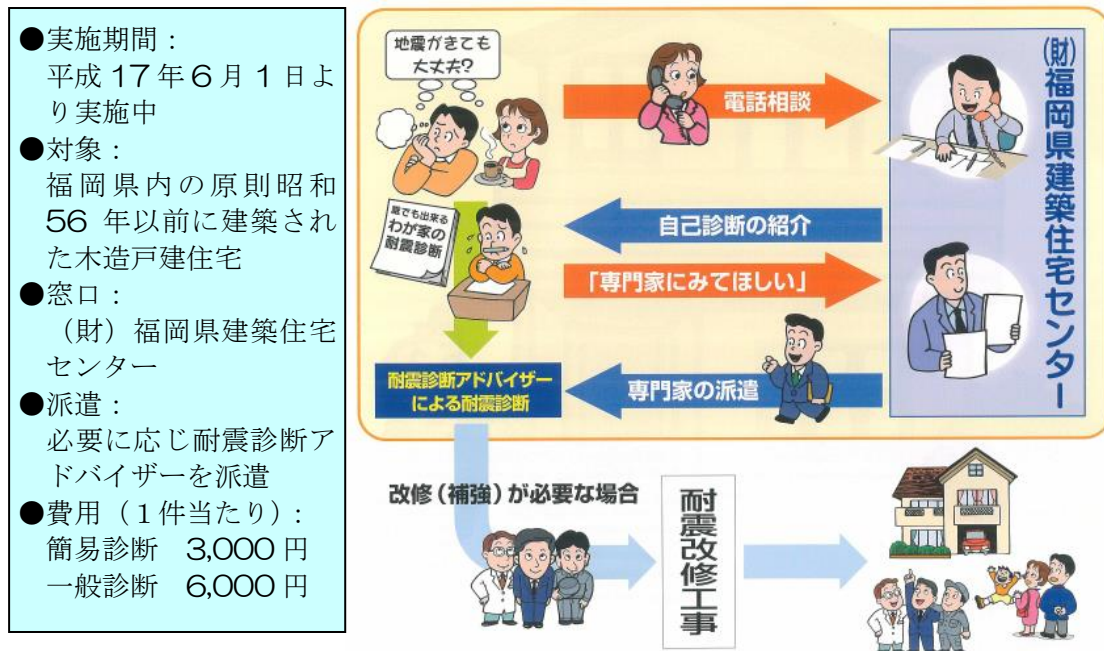 ●実施期間：
平成17年6月1日よ
り実施中
●対象：
福岡県内の原則昭和
56年以前に建築され
た木造戸建住宅
●窓口：
（財）福岡県建築住宅
センター
●派遣：
必要に応じ耐震診断ア
ドバイザーを派遣
●費用（1件当たり）：
簡易診断　3,000円
一般診断　6,000円
地震がきても
大丈夫?
電話相談
(財)福岡県建築住宅センター
自己診断の紹介
誰でも出来る
わが家の
耐震診断
「専門家にみてほしい」
耐震診断アドバイザー
による耐震診断
専門家の派遣
改修（補強）が必要な場合
耐震改修工事